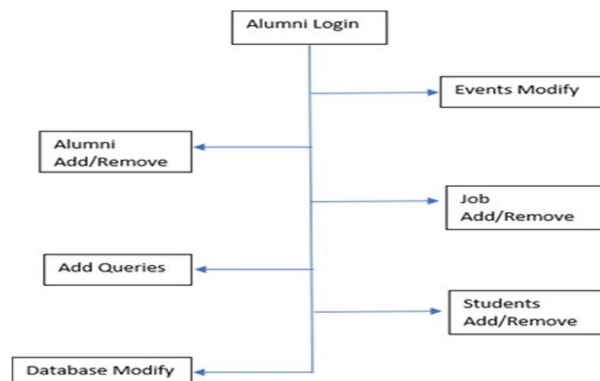 Alumni Login
Events Modify
Alumni
Add/Remove
Job
Add/Remove
Add Queries
Students
Add/Remove
Database Modify